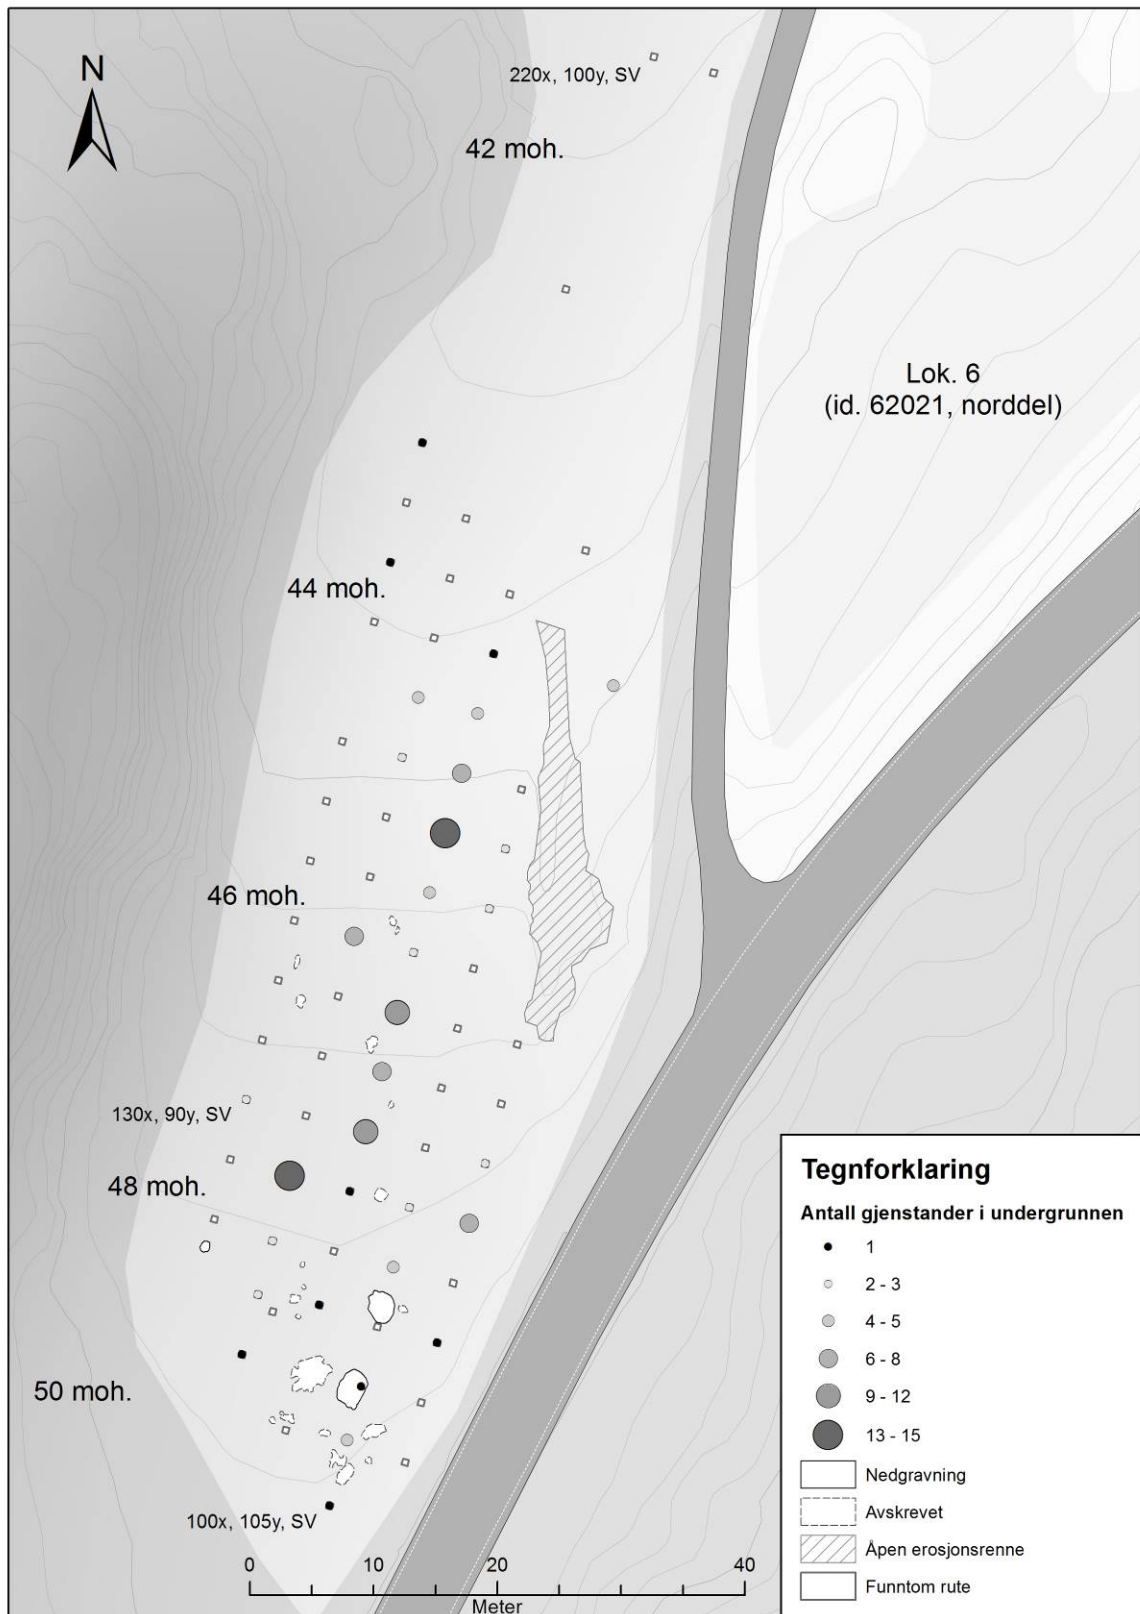 220x, 100y, SV
N
42 moh.
Lok. 6
(id. 62021, norddel)
44 moh.
46 moh.
130x, 90y, SV
48 moh.
50 moh.
100x, 105y, SV
0 10 20 40
Meter
Tegnforklaring
Antall gjenstander i undergrunnen
1
2 - 3
4 - 5
6 - 8
9 - 12
13 - 15
Nedgravning
Avskrevet
Åpen erosjonsrenne
Funntom rute